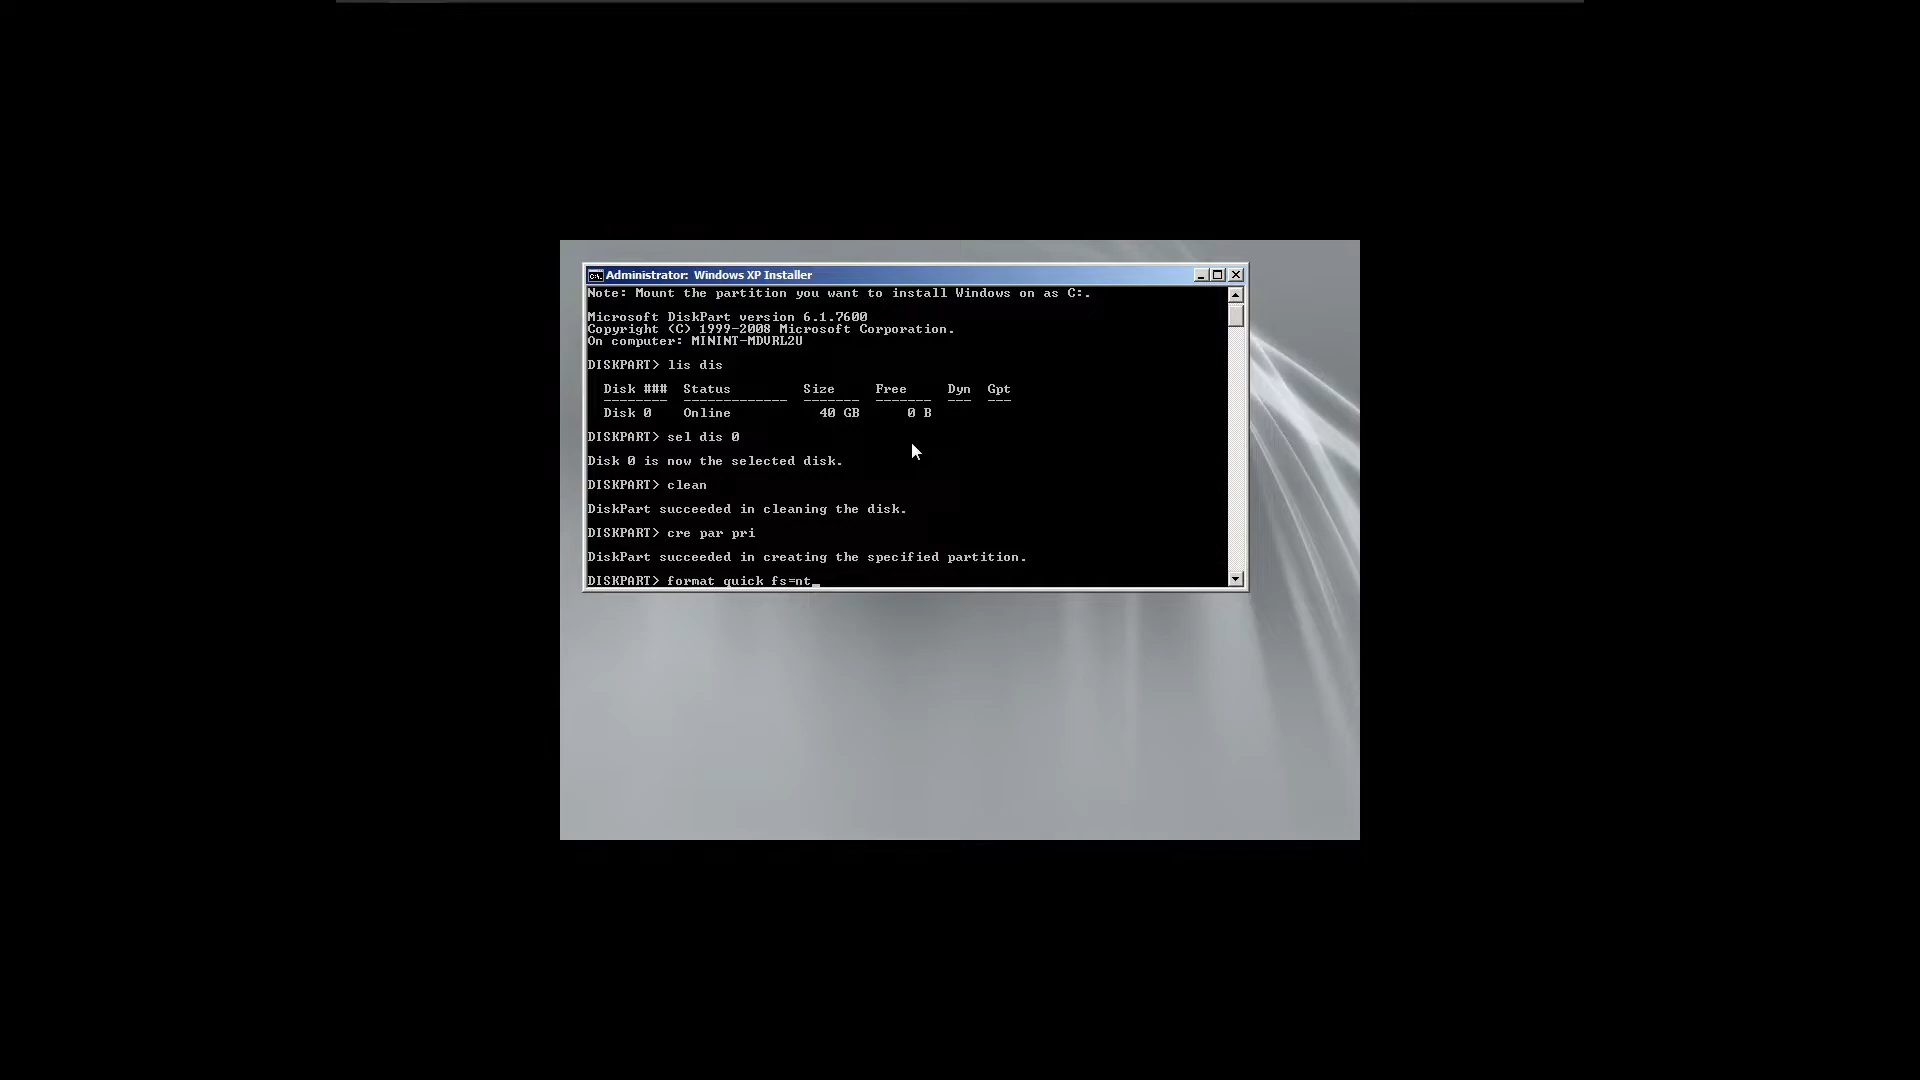 Administrator: Windows XP Installer
Note: Mount the partition you want to install Windows on as C:.
Microsoft DiskPart version 6.1.7600
Copyright (C) 1999-2008 Microsoft Corporation.
On computer: MININT-MDVRL2U
DISKPART> lis dis
Disk ### Status Size Free Dyn Gpt
-------- ------------- ------- ------- --- ---
Disk 0 Online 40 GB 0 B
DISKPART> sel dis 0
Disk 0 is now the selected disk.
DISKPART> clean
DiskPart succeeded in cleaning the disk.
DISKPART> cre par pri
DiskPart succeeded in creating the specified partition.
DISKPART> format quick fs=nt_